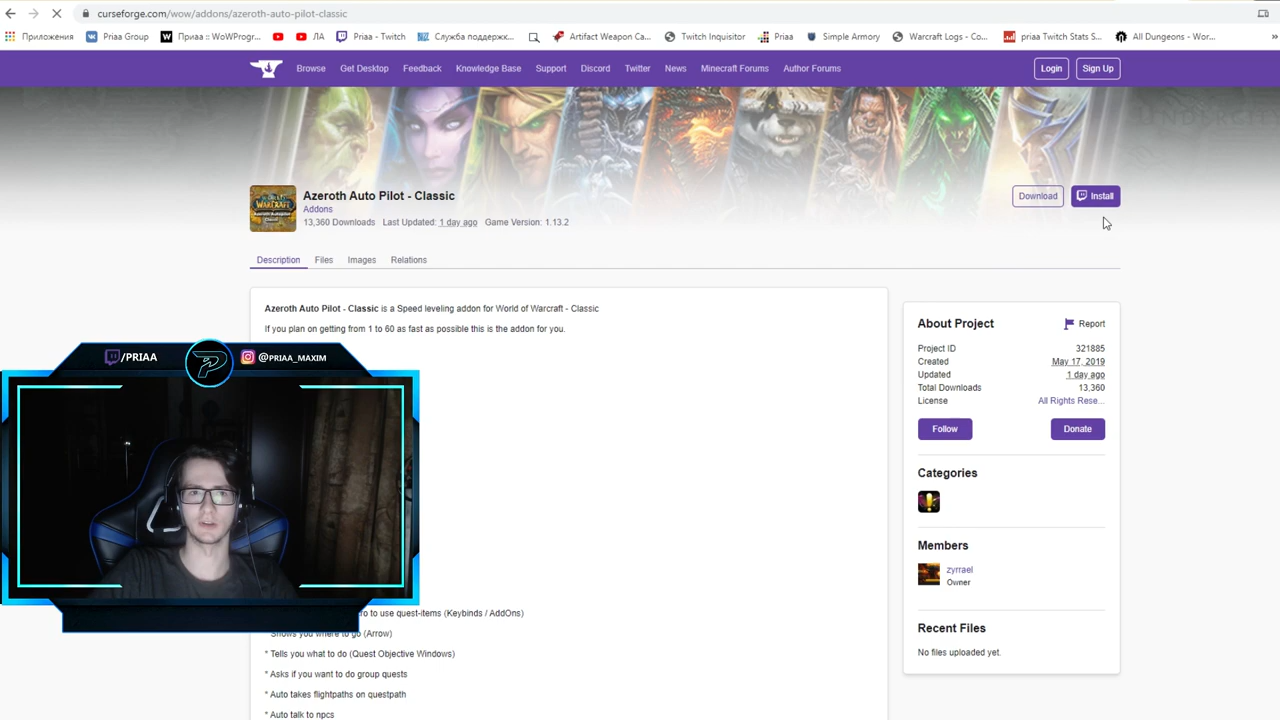 curseforge.com/wow/addons/azeroth-auto-pilot-classic
Приложения Priaa Group Приаа :: WoWProgr... ЛА Priaa - Twitch Служба поддержк... Artifact Weapon Ca... Twitch Inquisitor Priaa Simple Armory Warcraft Logs - Co... priaa Twitch Stats S... All Dungeons - Wor... »
Browse Get Desktop Feedback Knowledge Base Support Discord Twitter News Minecraft Forums Author Forums Login Sign Up
UNDERCITY
Azeroth Auto Pilot - Classic
Addons
13,360 Downloads Last Updated: 1 day ago Game Version: 1.13.2
Download Install
Description Files Images Relations
Azeroth Auto Pilot - Classic is a Speed leveling addon for World of Warcraft - Classic
If you plan on getting from 1 to 60 as fast as possible this is the addon for you.
/PRIAA @PRIAA_MAXIM
ro to use quest-items (Keybinds / AddOns)
* Shows you where to go (Arrow)
* Tells you what to do (Quest Objective Windows)
* Asks if you want to do group quests
* Auto takes flightpaths on questpath
* Auto talk to npcs
About Project Report
Project ID 321885
Created May 17, 2019
Updated 1 day ago
Total Downloads 13,360
License All Rights Rese...
Follow Donate
Categories
Members
zyrrael
Owner
Recent Files
No files uploaded yet.